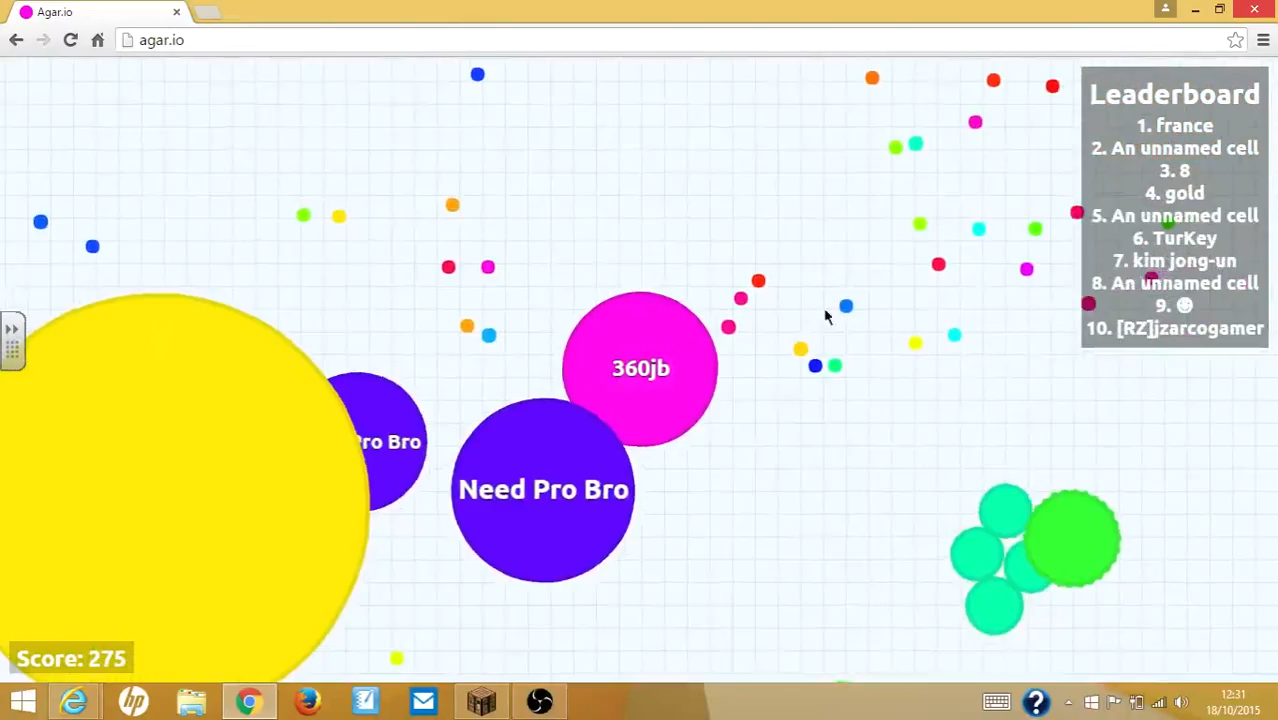 Agar.io
agar.io
Leaderboard
1. france
2. An unnamed cell
3. 8
4. gold
5. An unnamed cell
6. TurKey
7. kim jong-un
8. An unnamed cell
9. ☻
10. [RZ]jzarcogamer
360jb
Pro Bro
Need Pro Bro
Score: 275
12:31
18/10/2015